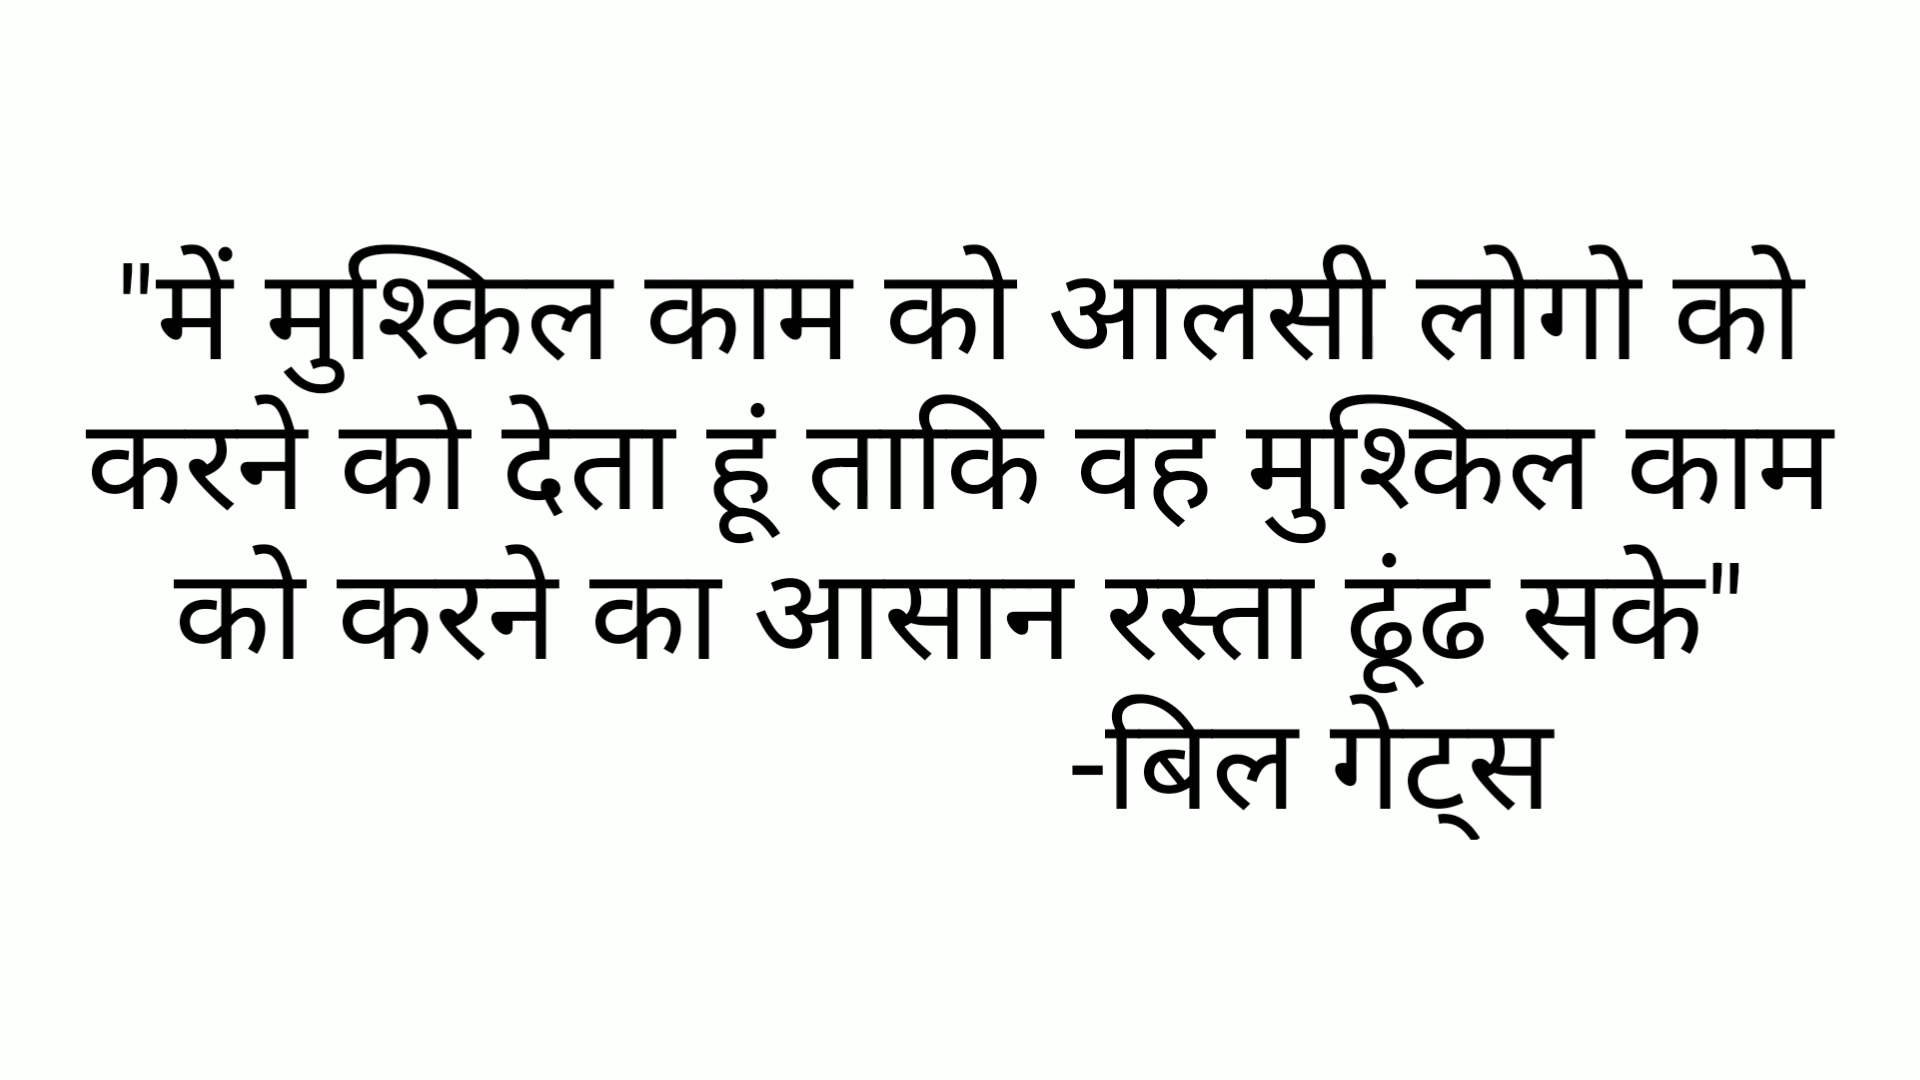 "में मुश्किल काम को आलसी लोगो को
करने को देता हूं ताकि वह मुश्किल काम
को करने का आसान रस्ता ढूंढ सके"
-बिल गेट्स